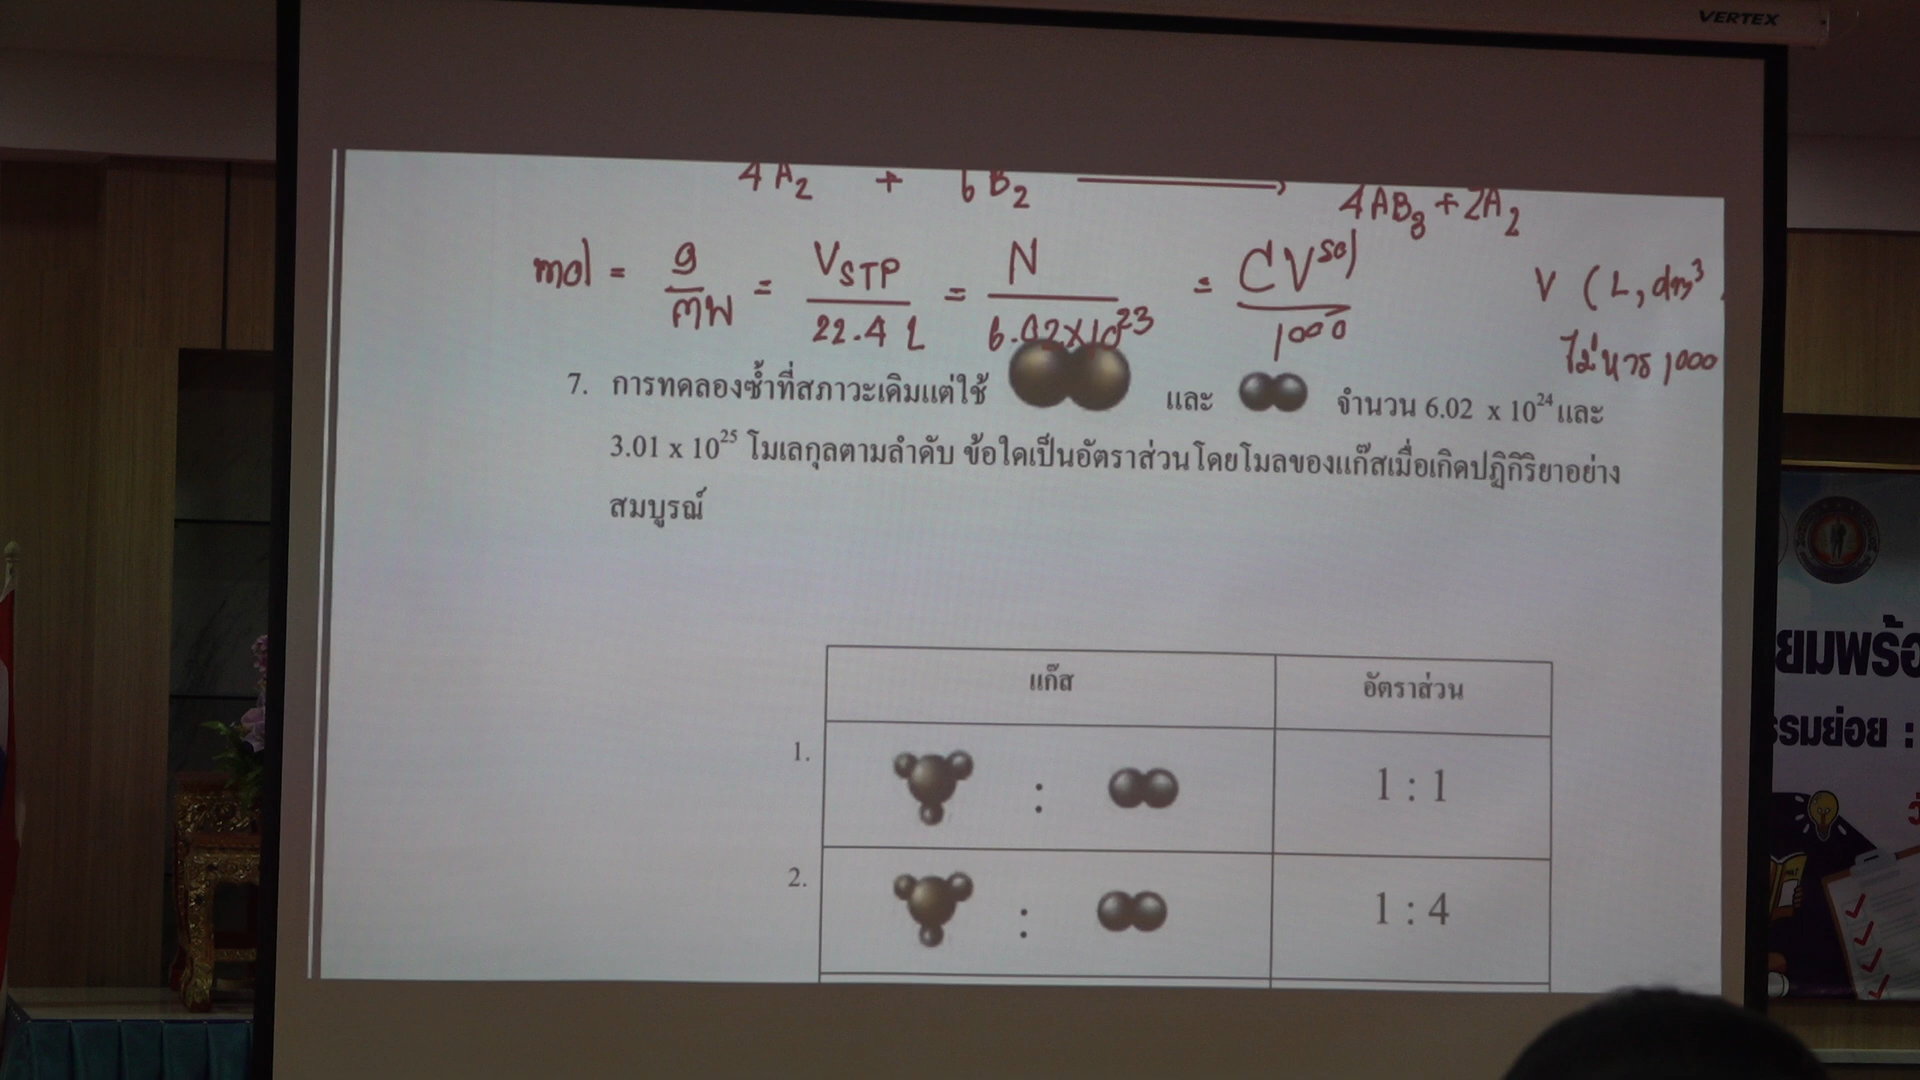 VERTEX
4A₂ + 6B₂ → 4AB₃ + 2A₂
mol = g/mw = V STP/22.4 L = N/6.02×10²³ = CV sol/1000 V (L, dm³
ไม่หาร 1000
7. การทดลองซ้ำที่สภาวะเดิมแต่ใช้ และ จำนวน 6.02 x 10²⁴ และ
3.01 x 10²⁵ โมเลกุลตามลำดับ ข้อใดเป็นอัตราส่วนโดยโมลของแก๊สเมื่อเกิดปฏิกิริยาอย่าง
สมบูรณ์
แก๊ส อัตราส่วน
1. : 1 : 1
2. : 1 : 4
ยมพร้อ
รรมย่อย :